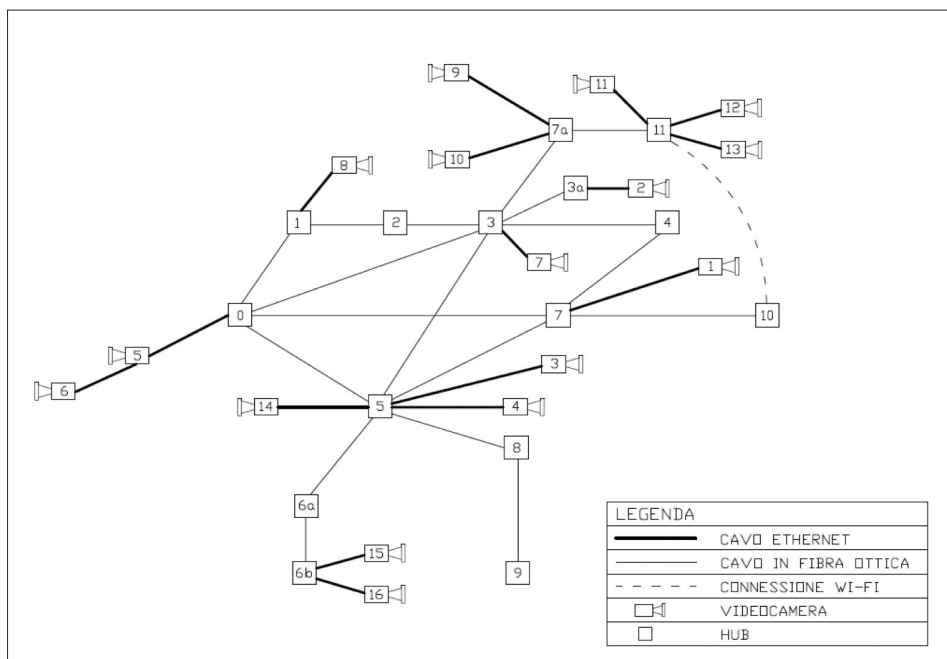 9
11
12
7a
11
10
13
8
3a
2
1
2
3
4
7
1
0
7
10
5
3
6
14
5
4
8
6a
LEGENDA
15
CAVO ETHERNET
6b
9
CAVO IN FIBRA OTTICA
16
CONNESSIONE WI-FI
VIDEOCAMERA
HUB